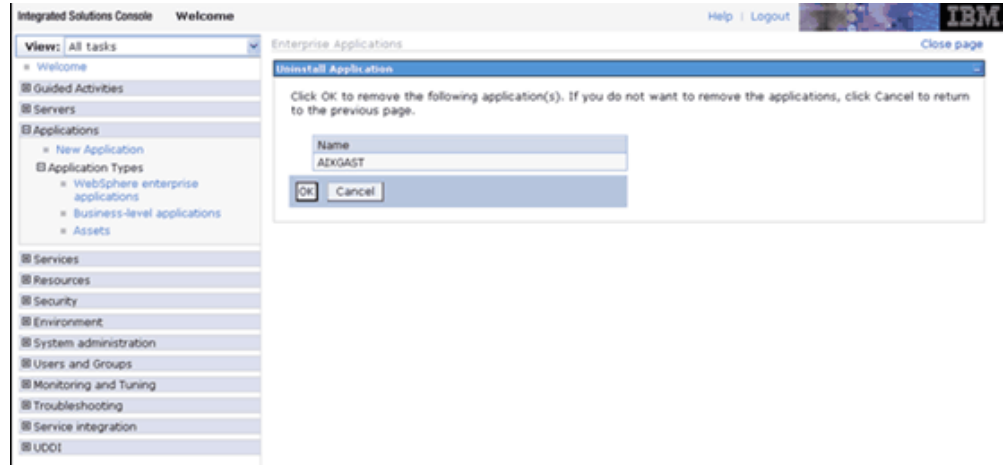 Integrated Solutions Console Welcome Help | Logout IBM
View: All tasks
Welcome
Guided Activities
Servers
Applications
New Application
Application Types
WebSphere enterprise
applications
Business-level applications
Assets
Services
Resources
Security
Environment
System administration
Users and Groups
Monitoring and Tuning
Troubleshooting
Service integration
UDDI
Enterprise Applications Close page
Uninstall Application
Click OK to remove the following application(s). If you do not want to remove the applications, click Cancel to return
to the previous page.
Name
AIXGAST
OK Cancel